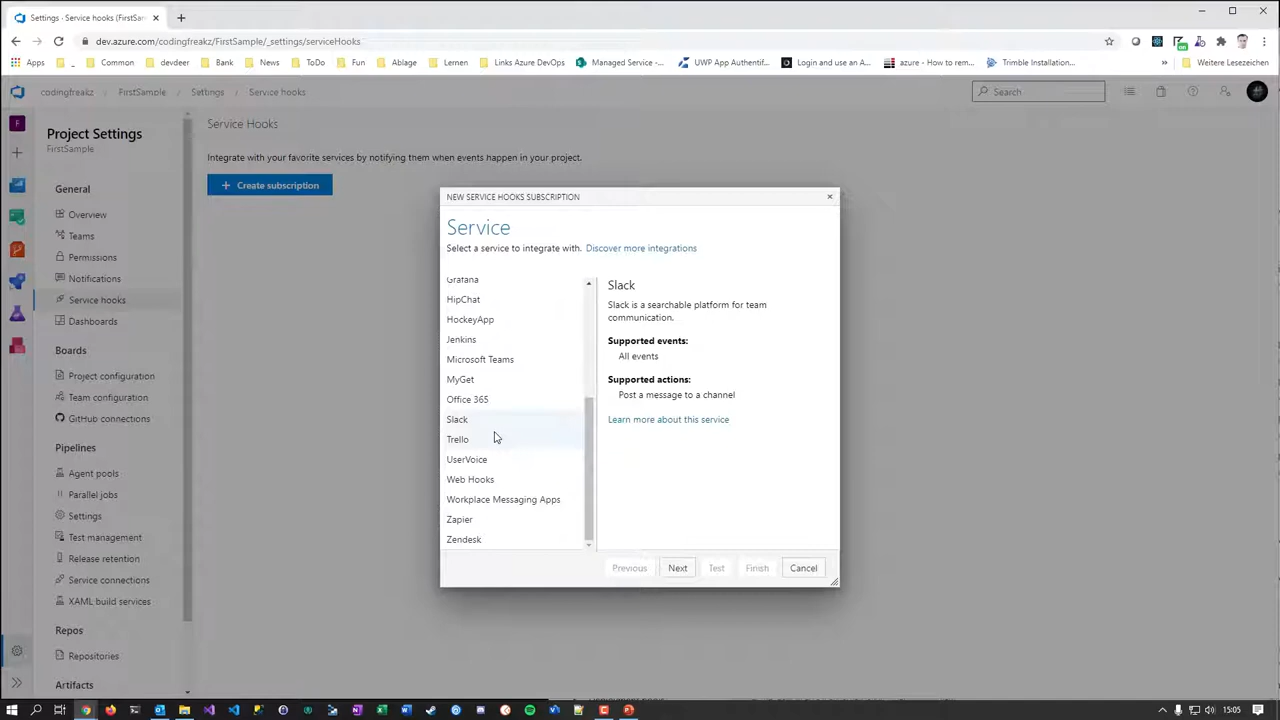 Settings - Service hooks (FirstSam
dev.azure.com/codingfreakz/FirstSample/_settings/serviceHooks
Apps
Common
devdeer
Bank
News
ToDo
Fun
Ablage
Lernen
Links Azure DevOps
Managed Service -...
UWP App Authentif...
Login and use an A...
azure - How to rem...
Trimble Installation...
»
Weitere Lesezeichen
codingfreakz / FirstSample / Settings / Service hooks
Search
Project Settings
FirstSample
General
Overview
Teams
Permissions
Notifications
Service hooks
Dashboards
Boards
Project configuration
Team configuration
GitHub connections
Pipelines
Agent pools
Parallel jobs
Settings
Test management
Release retention
Service connections
XAML build services
Repos
Repositories
Artifacts
Service Hooks
Integrate with your favorite services by notifying them when events happen in your project.
+ Create subscription
NEW SERVICE HOOKS SUBSCRIPTION
Service
Select a service to integrate with. Discover more integrations
Grafana
HipChat
HockeyApp
Jenkins
Microsoft Teams
MyGet
Office 365
Slack
Trello
UserVoice
Web Hooks
Workplace Messaging Apps
Zapier
Zendesk
Slack
Slack is a searchable platform for team
communication.
Supported events:
All events
Supported actions:
Post a message to a channel
Learn more about this service
Previous
Next
Test
Finish
Cancel
15:05